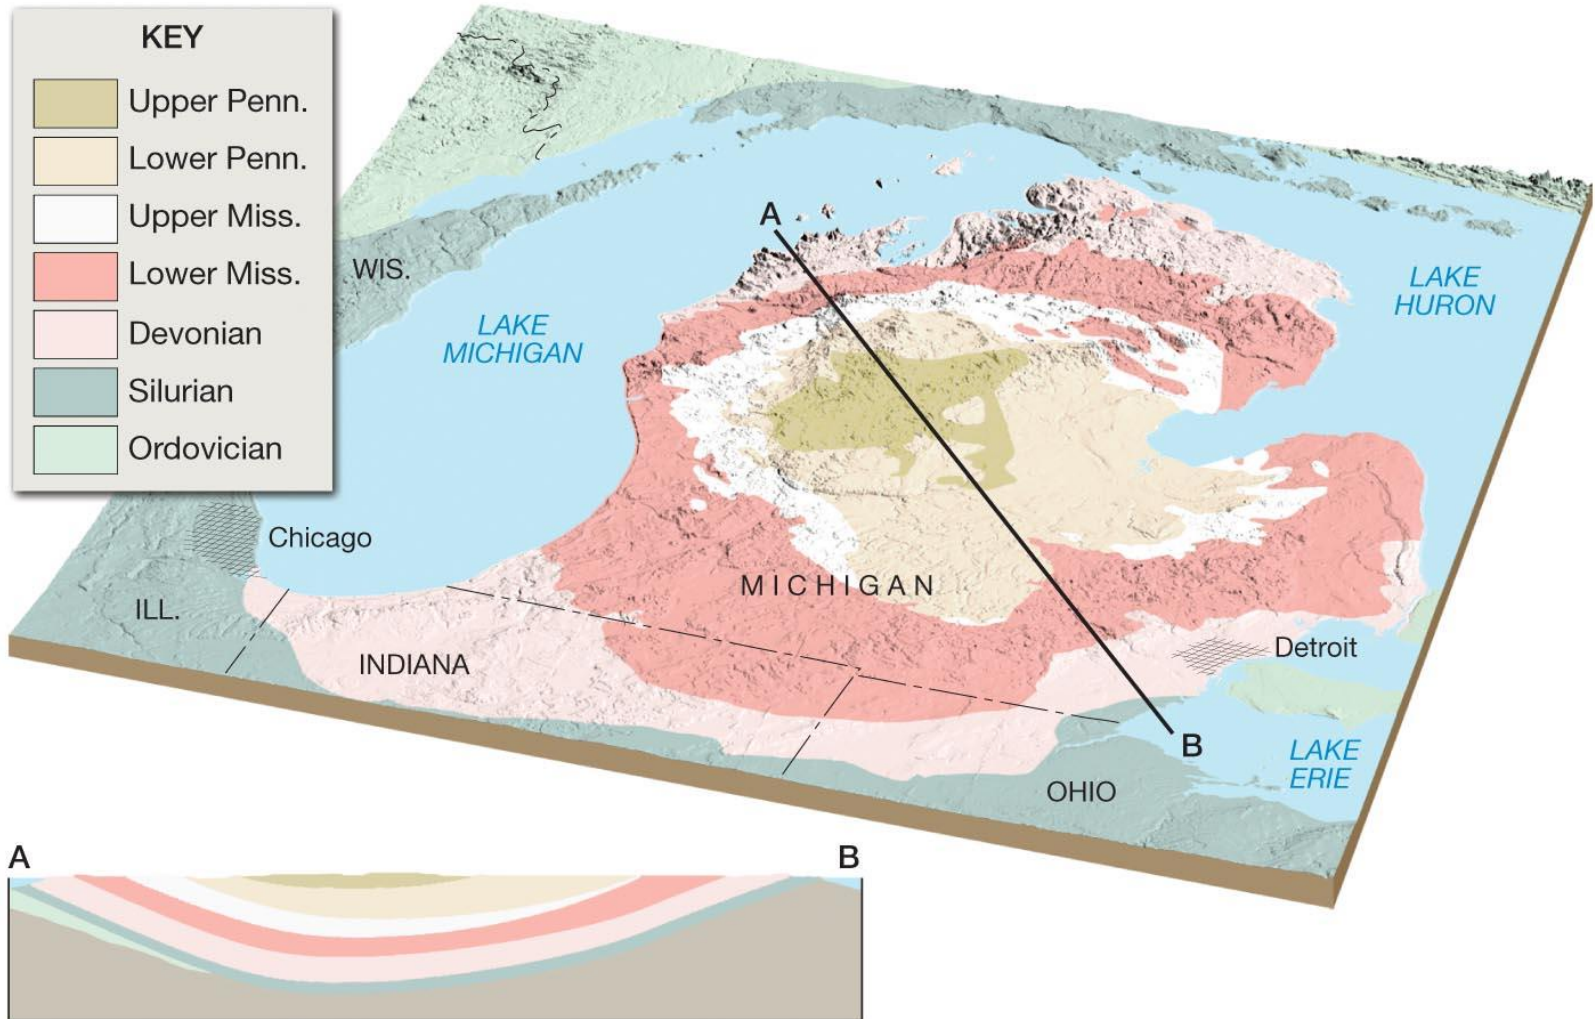 KEY
Upper Penn.
Lower Penn.
Upper Miss.
Lower Miss.
Devonian
Silurian
Ordovician
A
WIS.
LAKE
MICHIGAN
LAKE
HURON
Chicago
ILL.
MICHIGAN
INDIANA
Detroit
B
LAKE
ERIE
OHIO
A
B